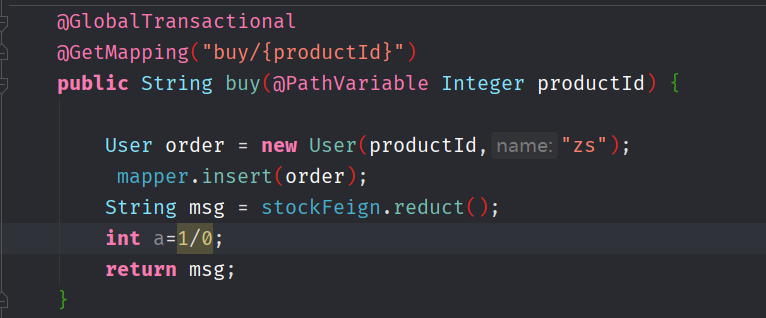 @GlobalTransactional
@GetMapping("buy/{productId}")
public String buy(@PathVariable Integer productId) {
User order = new User(productId, name: "zs");
mapper.insert(order);
String msg = stockFeign.reduct();
int a=1/0;
return msg;
}